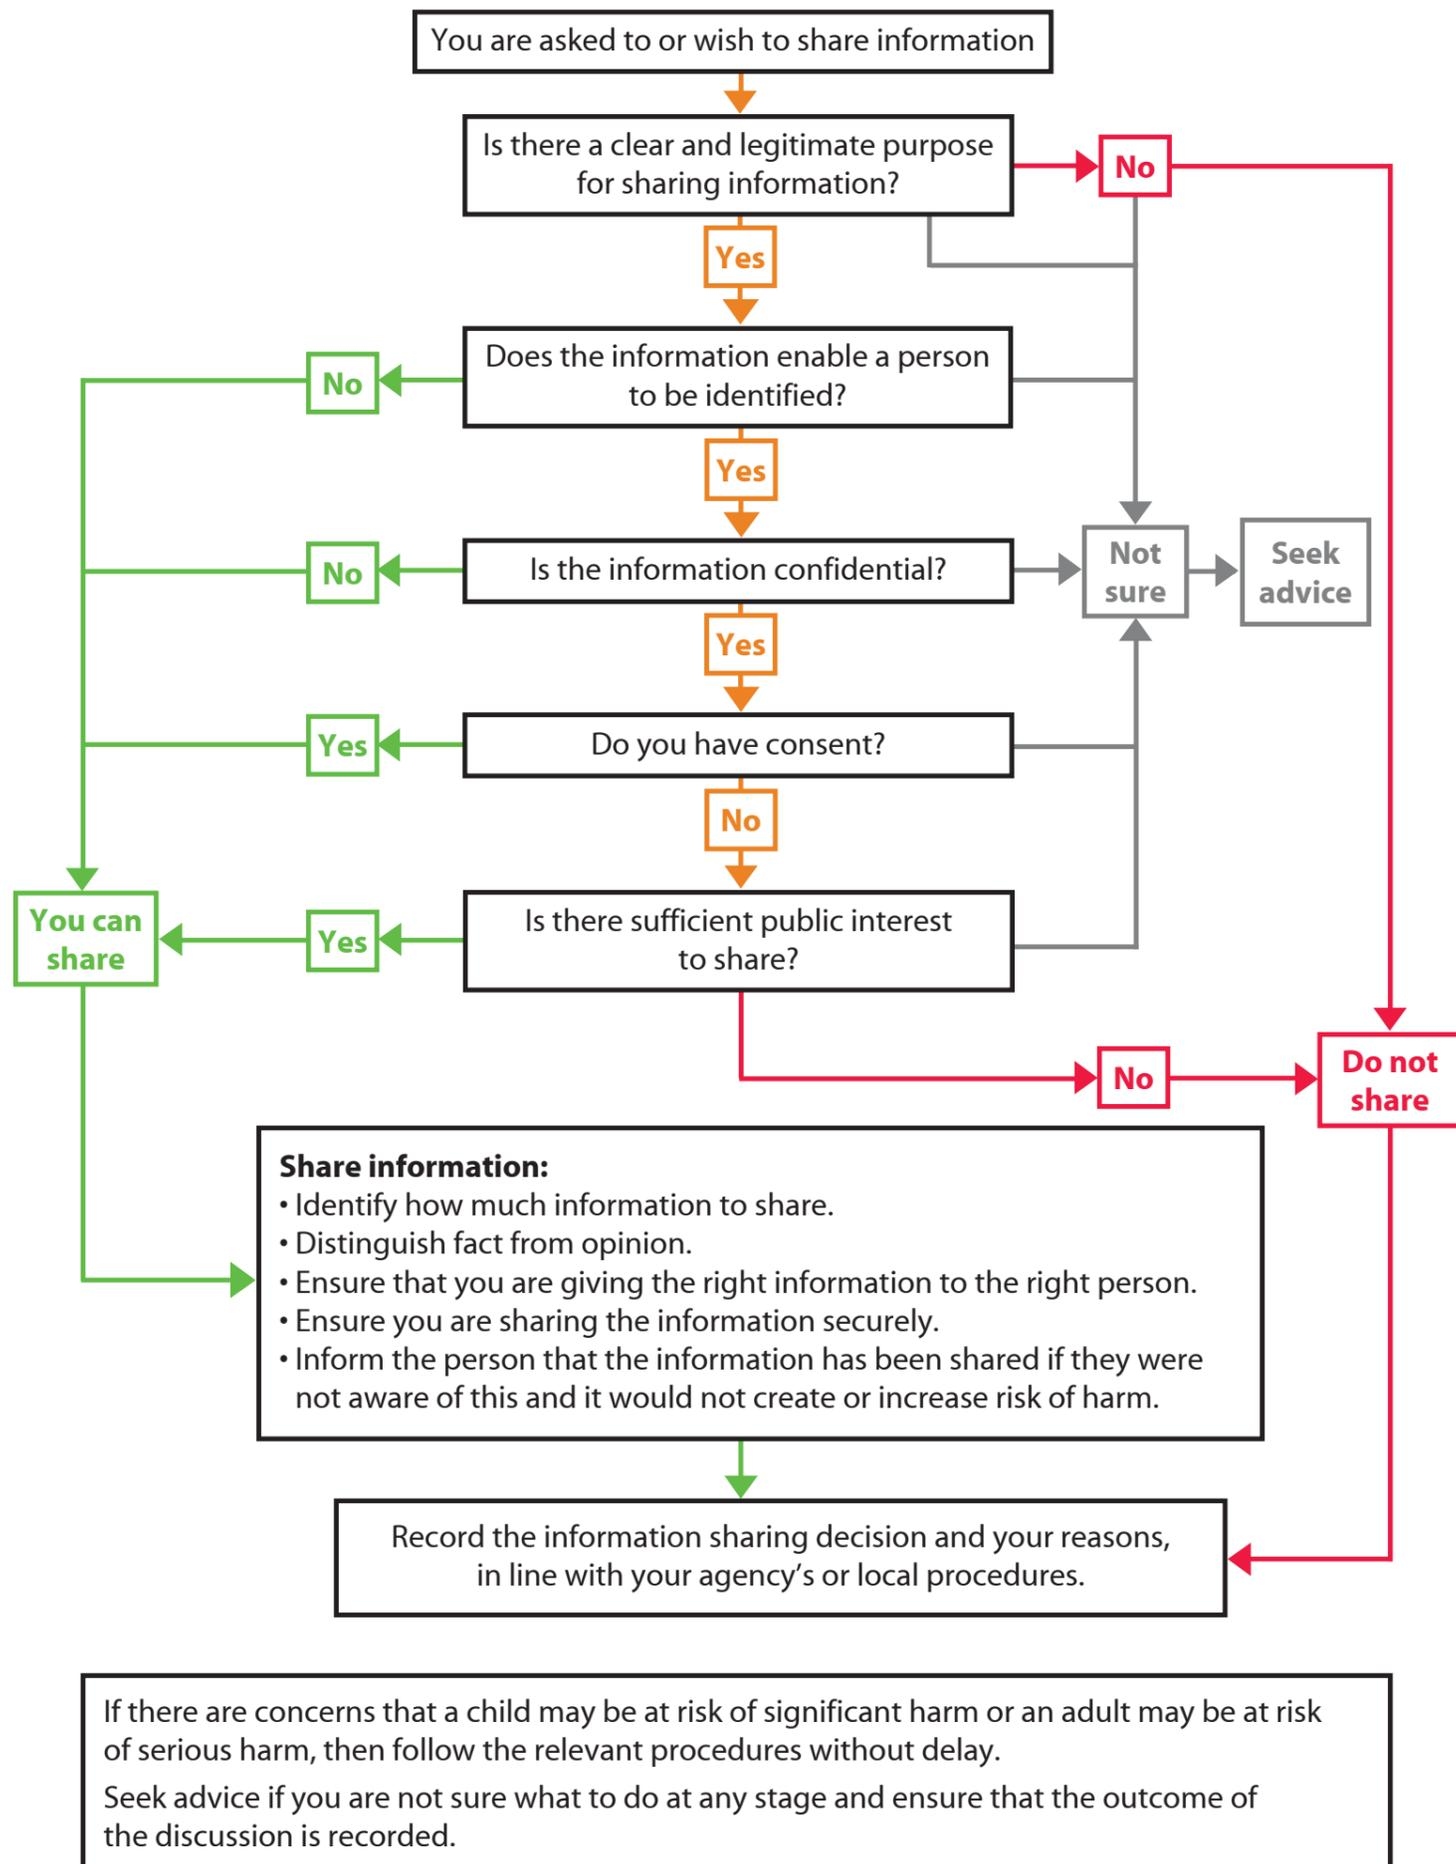 You are asked to or wish to share information
Is there a clear and legitimate purpose
for sharing information?
No
Yes
Does the information enable a person
to be identified?
No
Yes
Is the information confidential?
No
Not
sure
Seek
advice
Yes
Do you have consent?
Yes
No
Is there sufficient public interest
to share?
Yes
You can
share
No
Do not
share
Share information:
• Identify how much information to share.
• Distinguish fact from opinion.
• Ensure that you are giving the right information to the right person.
• Ensure you are sharing the information securely.
• Inform the person that the information has been shared if they were
not aware of this and it would not create or increase risk of harm.
Record the information sharing decision and your reasons,
in line with your agency’s or local procedures.
If there are concerns that a child may be at risk of significant harm or an adult may be at risk
of serious harm, then follow the relevant procedures without delay.
Seek advice if you are not sure what to do at any stage and ensure that the outcome of
the discussion is recorded.